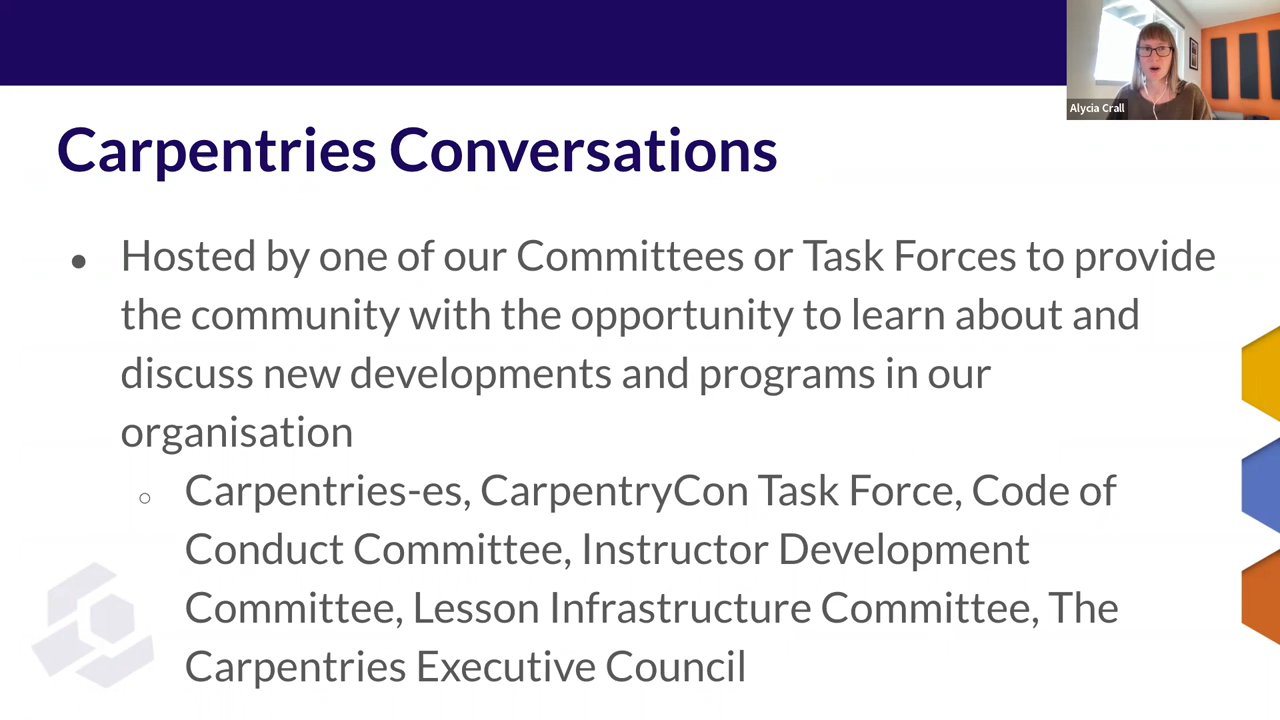 Alycia Crall
Carpentries Conversations
● Hosted by one of our Committees or Task Forces to provide
the community with the opportunity to learn about and
discuss new developments and programs in our
organisation
○ Carpentries-es, CarpentryCon Task Force, Code of
Conduct Committee, Instructor Development
Committee, Lesson Infrastructure Committee, The
Carpentries Executive Council